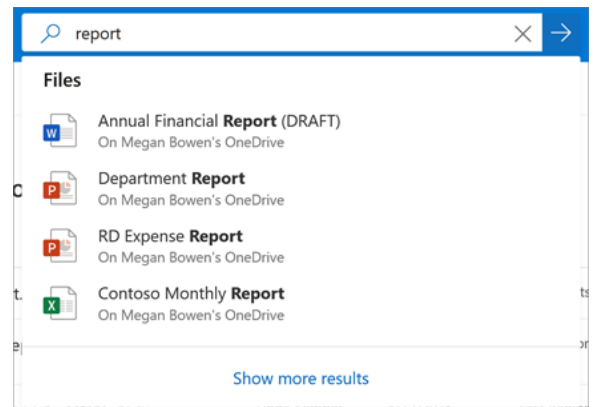 report
Files
Annual Financial Report (DRAFT)
On Megan Bowen's OneDrive
Department Report
On Megan Bowen's OneDrive
RD Expense Report
On Megan Bowen's OneDrive
Contoso Monthly Report
On Megan Bowen's OneDrive
Show more results